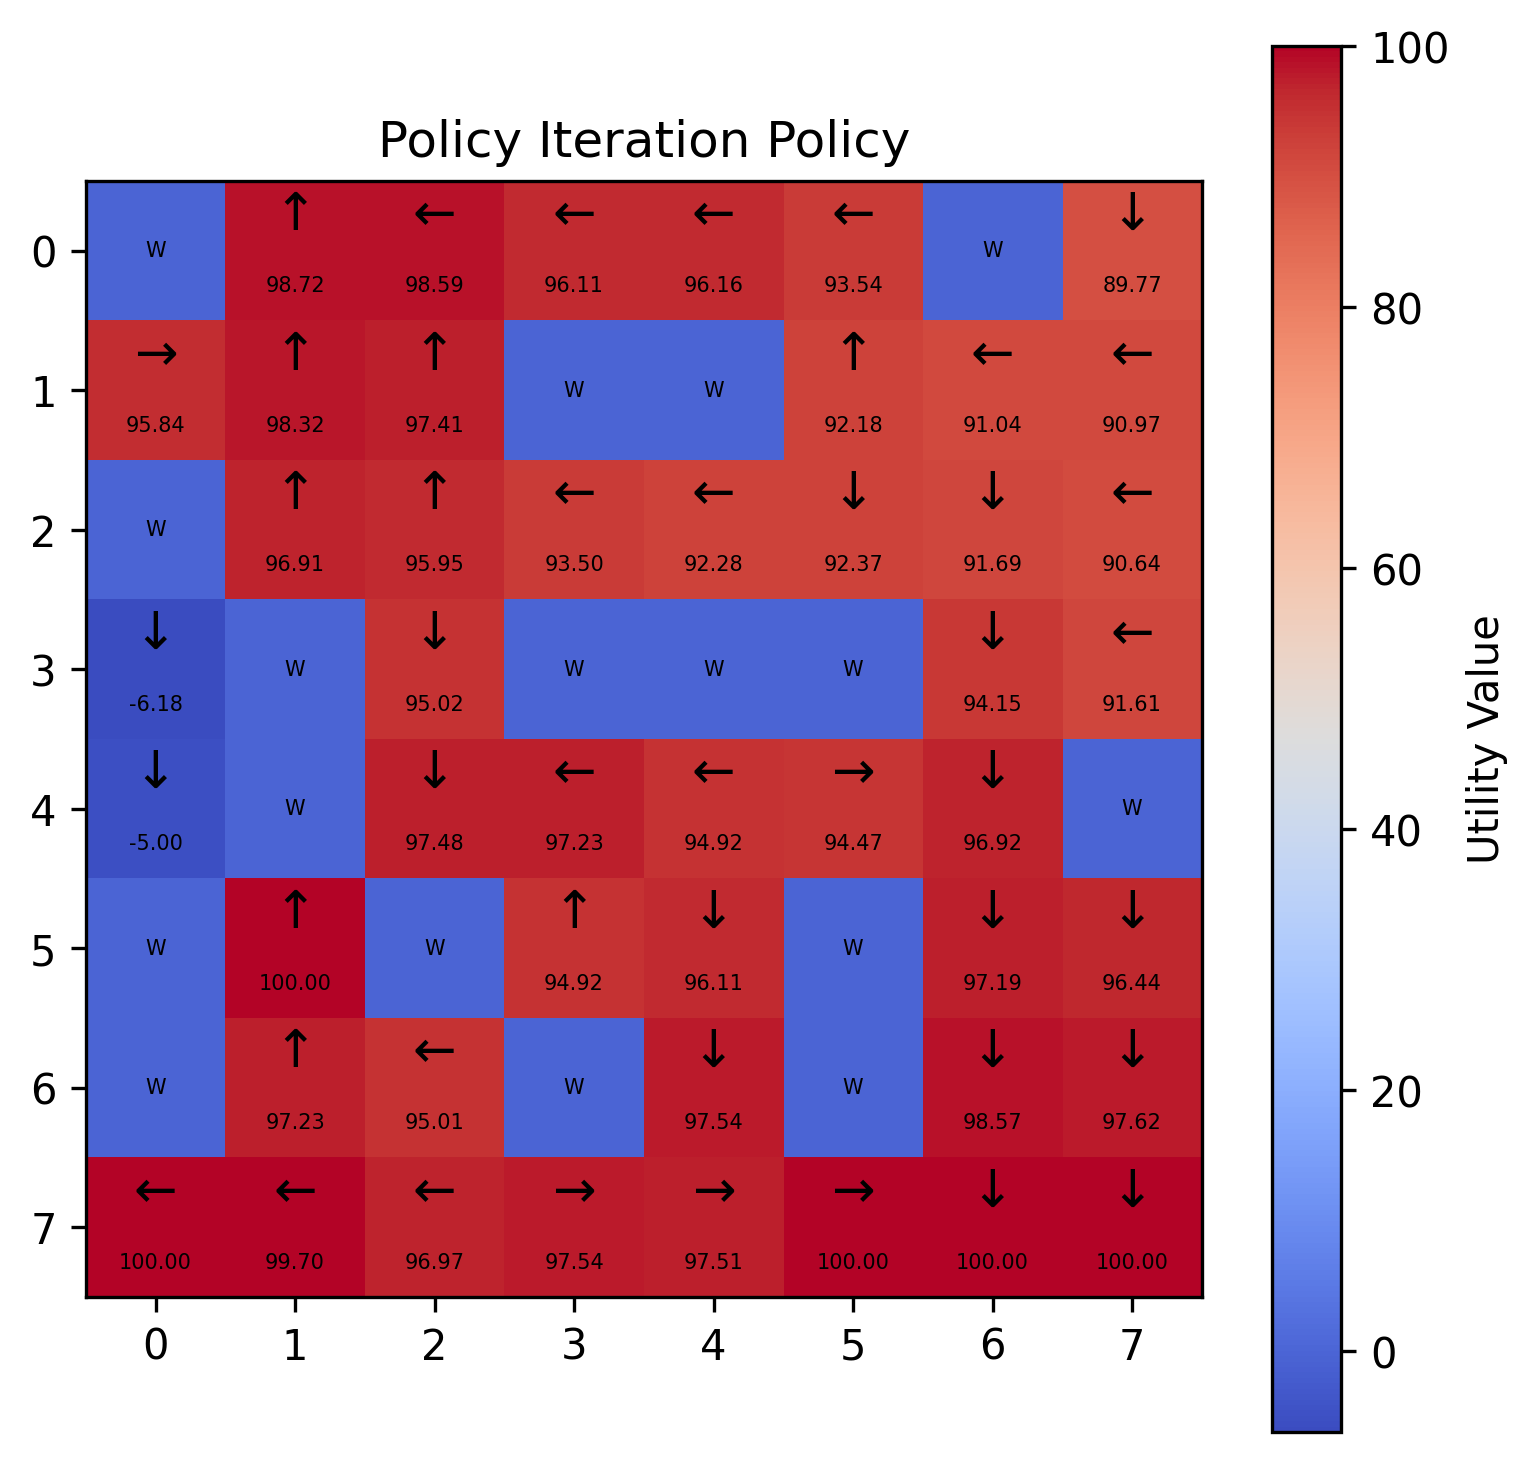 Policy Iteration Policy
0 W ↑ ← ← ← ← W ↓
98.72 98.59 96.11 96.16 93.54 89.77
1 → ↑ ↑ W W ↑ ← ←
95.84 98.32 97.41 92.18 91.04 90.97
2 W ↑ ↑ ← ← ↓ ↓ ←
96.91 95.95 93.50 92.28 92.37 91.69 90.64
3 ↓ W ↓ W W W ↓ ←
-6.18 95.02 94.15 91.61
4 ↓ W ↓ ← ← → ↓ W
-5.00 97.48 97.23 94.92 94.47 96.92
5 W ↑ W ↑ ↓ W ↓ ↓
100.00 94.92 96.11 97.19 96.44
6 W ↑ ← W ↓ W ↓ ↓
97.23 95.01 97.54 98.57 97.62
7 ← ← ← → → → ↓ ↓
100.00 99.70 96.97 97.54 97.51 100.00 100.00 100.00
0 1 2 3 4 5 6 7
100
80
60
40
20
0
Utility Value